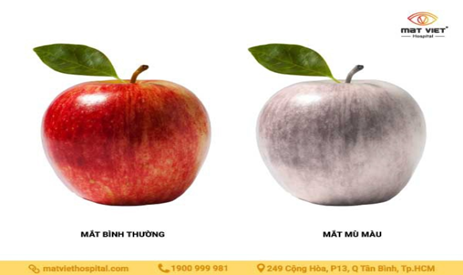 MẮT VIỆT
Hospital
MẮT BÌNH THƯỜNG
MẮT MÙ MÀU
matviethospital.com
1900 999 981
249 Cộng Hòa, P13, Q Tân Bình, Tp.HCM